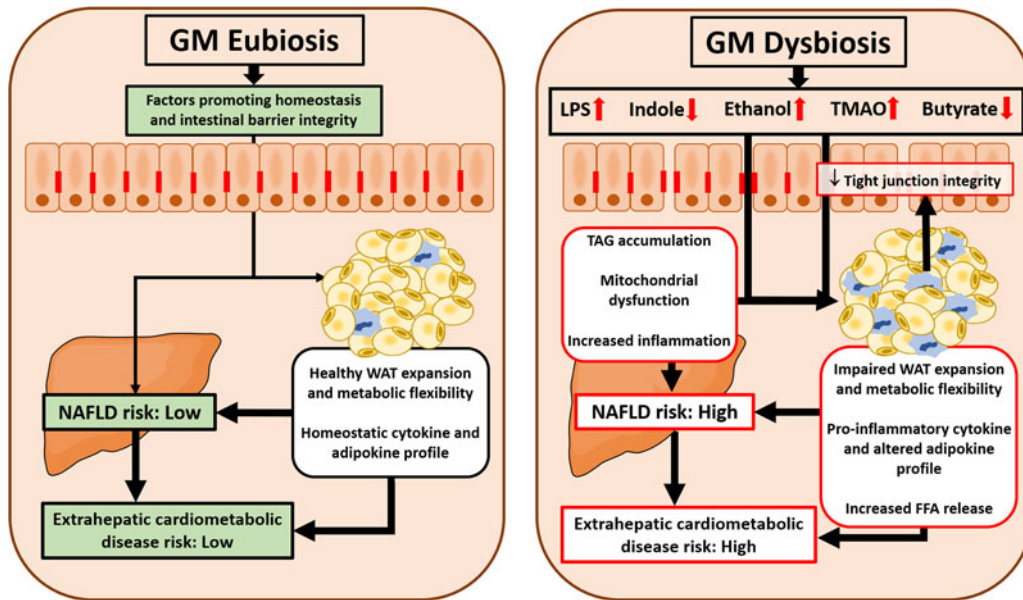 GM Eubiosis
Factors promoting homeostasis
and intestinal barrier integrity
Healthy WAT expansion
and metabolic flexibility
Homeostatic cytokine and
adipokine profile
NAFLD risk: Low
Extrahepatic cardiometabolic
disease risk: Low
GM Dysbiosis
LPS Indole Ethanol TMAO Butyrate
↓ Tight junction integrity
TAG accumulation
Mitochondrial
dysfunction
Increased inflammation
Impaired WAT expansion
and metabolic flexibility
Pro-inflammatory cytokine
and altered adipokine
profile
Increased FFA release
NAFLD risk: High
Extrahepatic cardiometabolic
disease risk: High